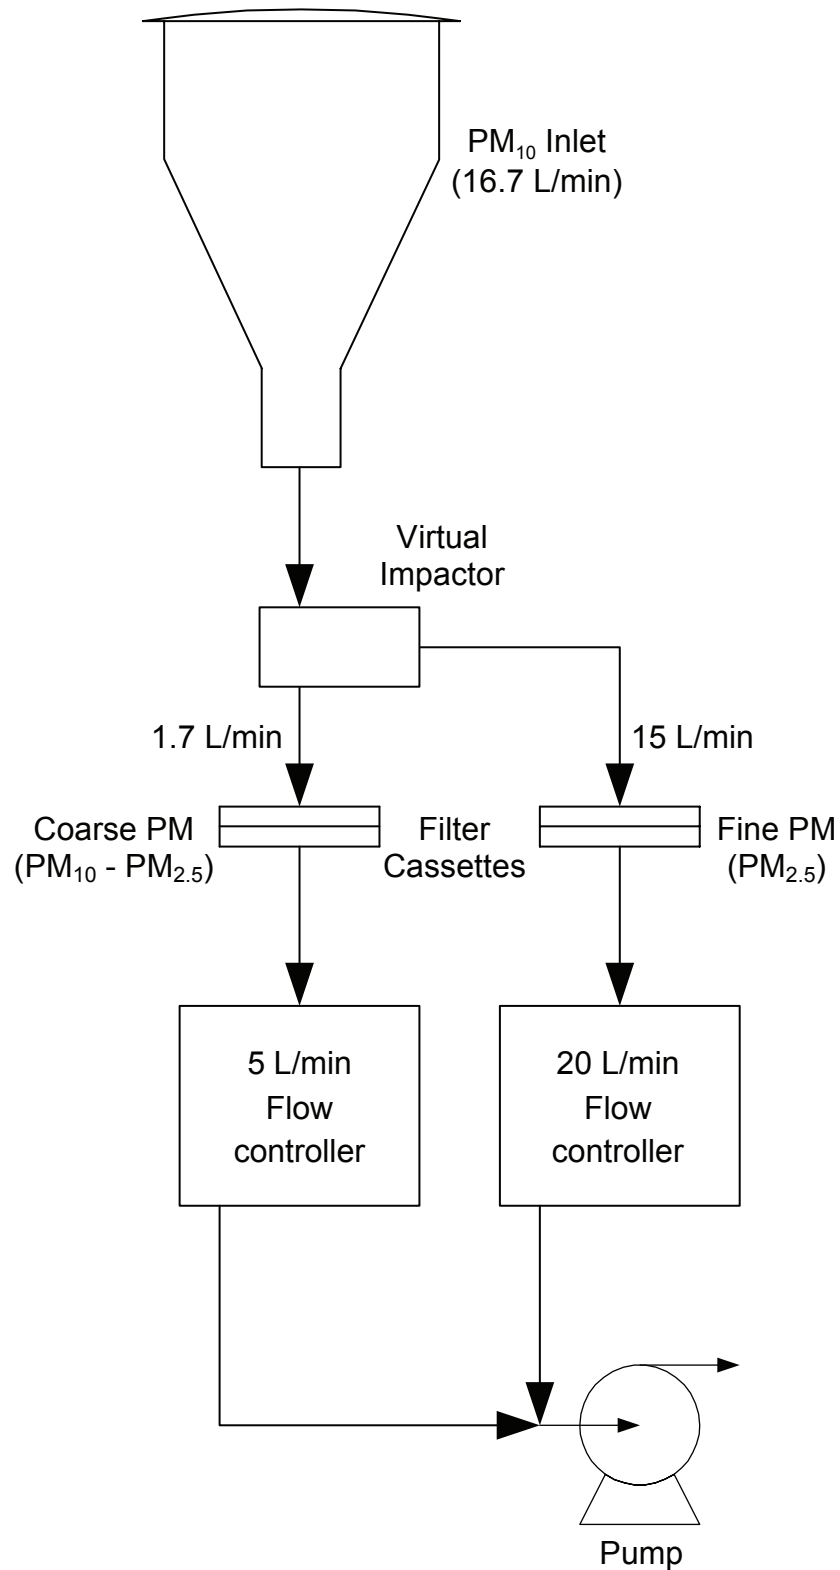 PM₁₀ Inlet
(16.7 L/min)
Virtual
Impactor
1.7 L/min
15 L/min
Coarse PM
(PM₁₀ - PM₂.₅)
Filter
Cassettes
Fine PM
(PM₂.₅)
5 L/min
Flow
controller
20 L/min
Flow
controller
Pump